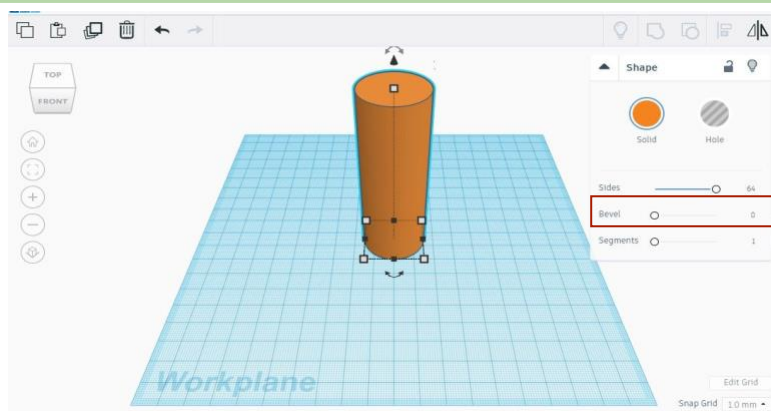 TOP
FRONT
Shape
Solid
Hole
Sides 64
Bevel 0
Segments 1
Workplane
Edit Grid
Snap Grid 1.0 mm